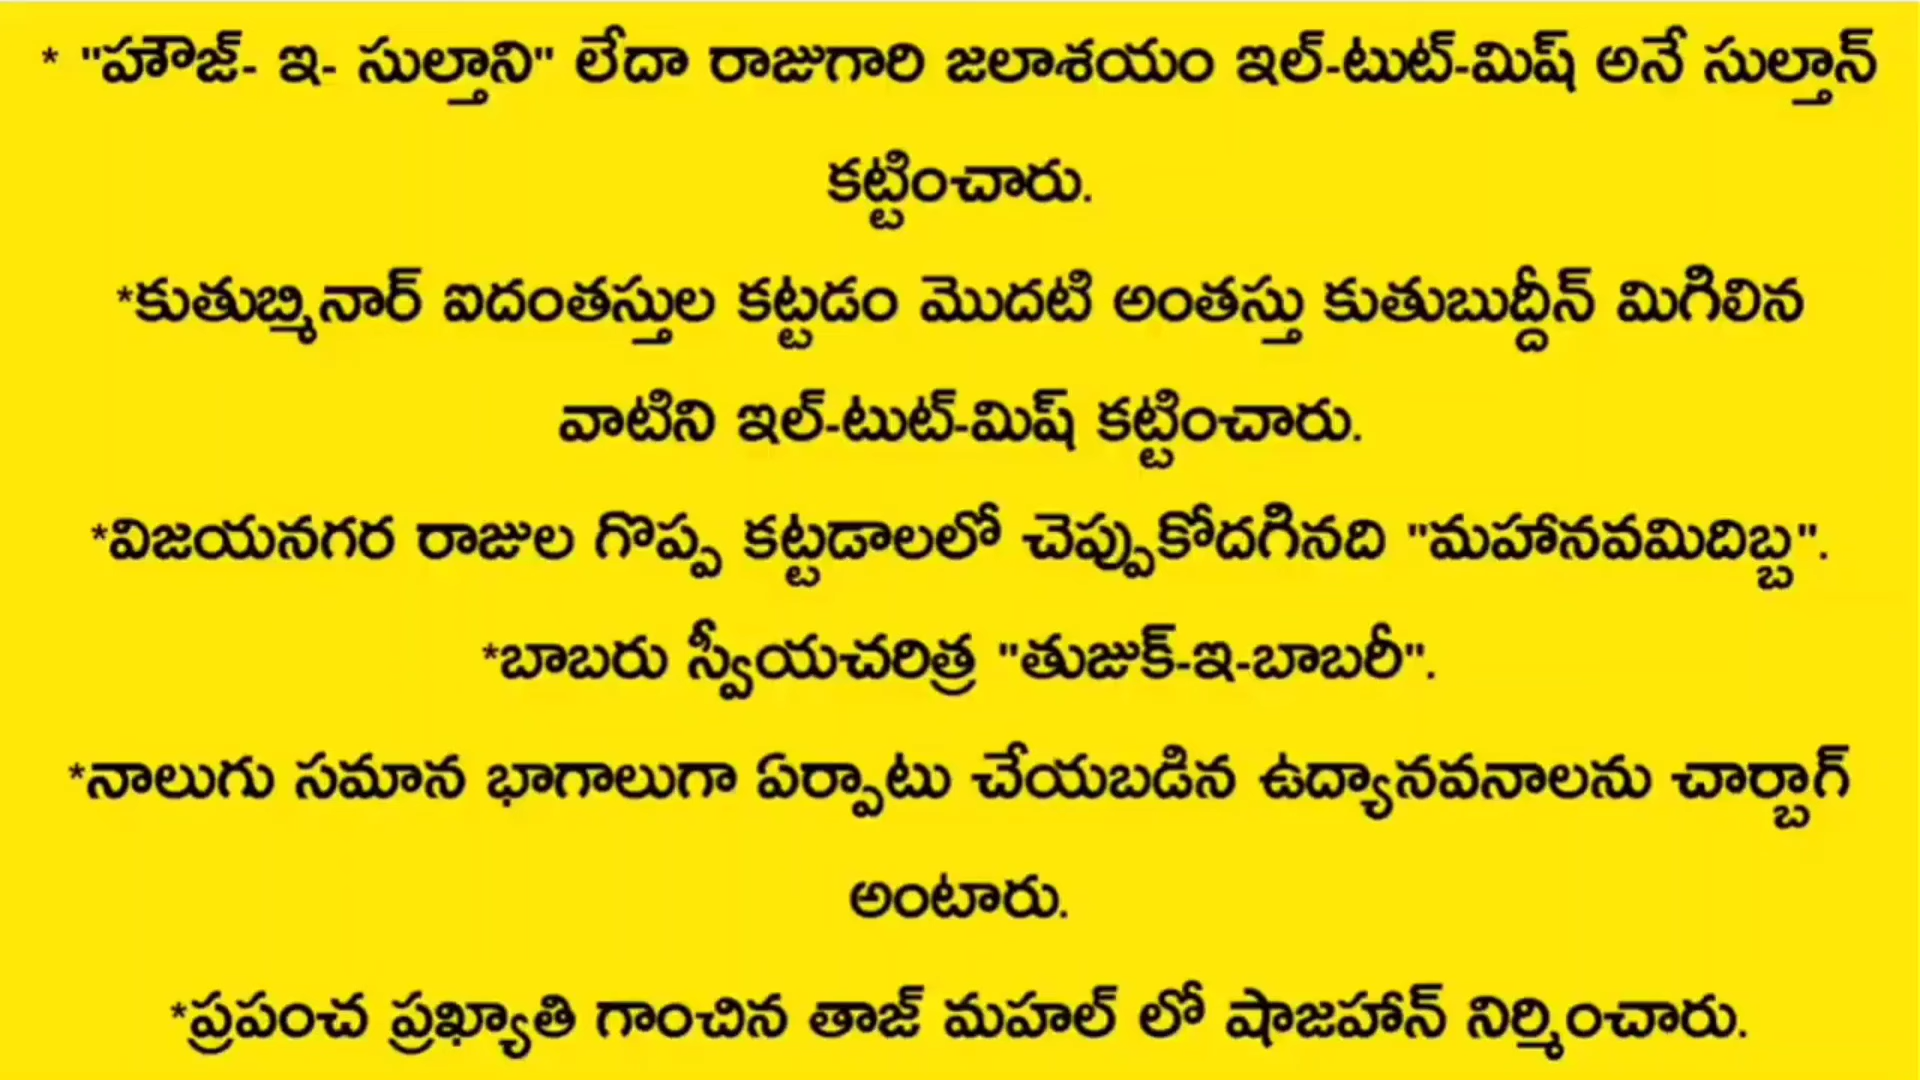 * "హౌజ్- ఇ- సుల్తాని" లేదా రాజుగారి జలాశయం ఇల్-టుట్-మిష్ అనే సుల్తాన్
కట్టించారు.
*కుతుబ్మినార్ ఐదంతస్తుల కట్టడం మొదటి అంతస్తు కుతుబుద్దీన్ మిగిలిన
వాటిని ఇల్-టుట్-మిష్ కట్టించారు.
*విజయనగర రాజుల గొప్ప కట్టడాలలో చెప్పుకోదగినది "మహానవమిదిబ్బ".
*బాబరు స్వీయచరిత్ర "తుజుక్-ఇ-బాబరీ".
*నాలుగు సమాన భాగాలుగా ఏర్పాటు చేయబడిన ఉద్యానవనాలను చార్బాగ్
అంటారు.
*ప్రపంచ ప్రఖ్యాతి గాంచిన తాజ్ మహల్ లో షాజహాన్ నిర్మించారు.